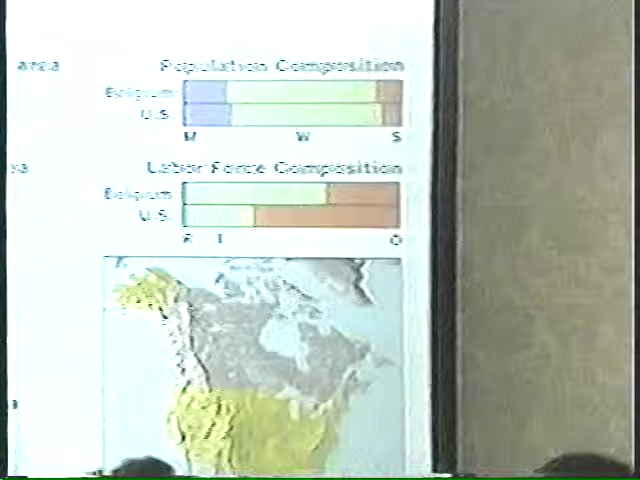 area
Population Composition
Belgium
U.S.
M W S
Labor Force Composition
Belgium
U.S.
O